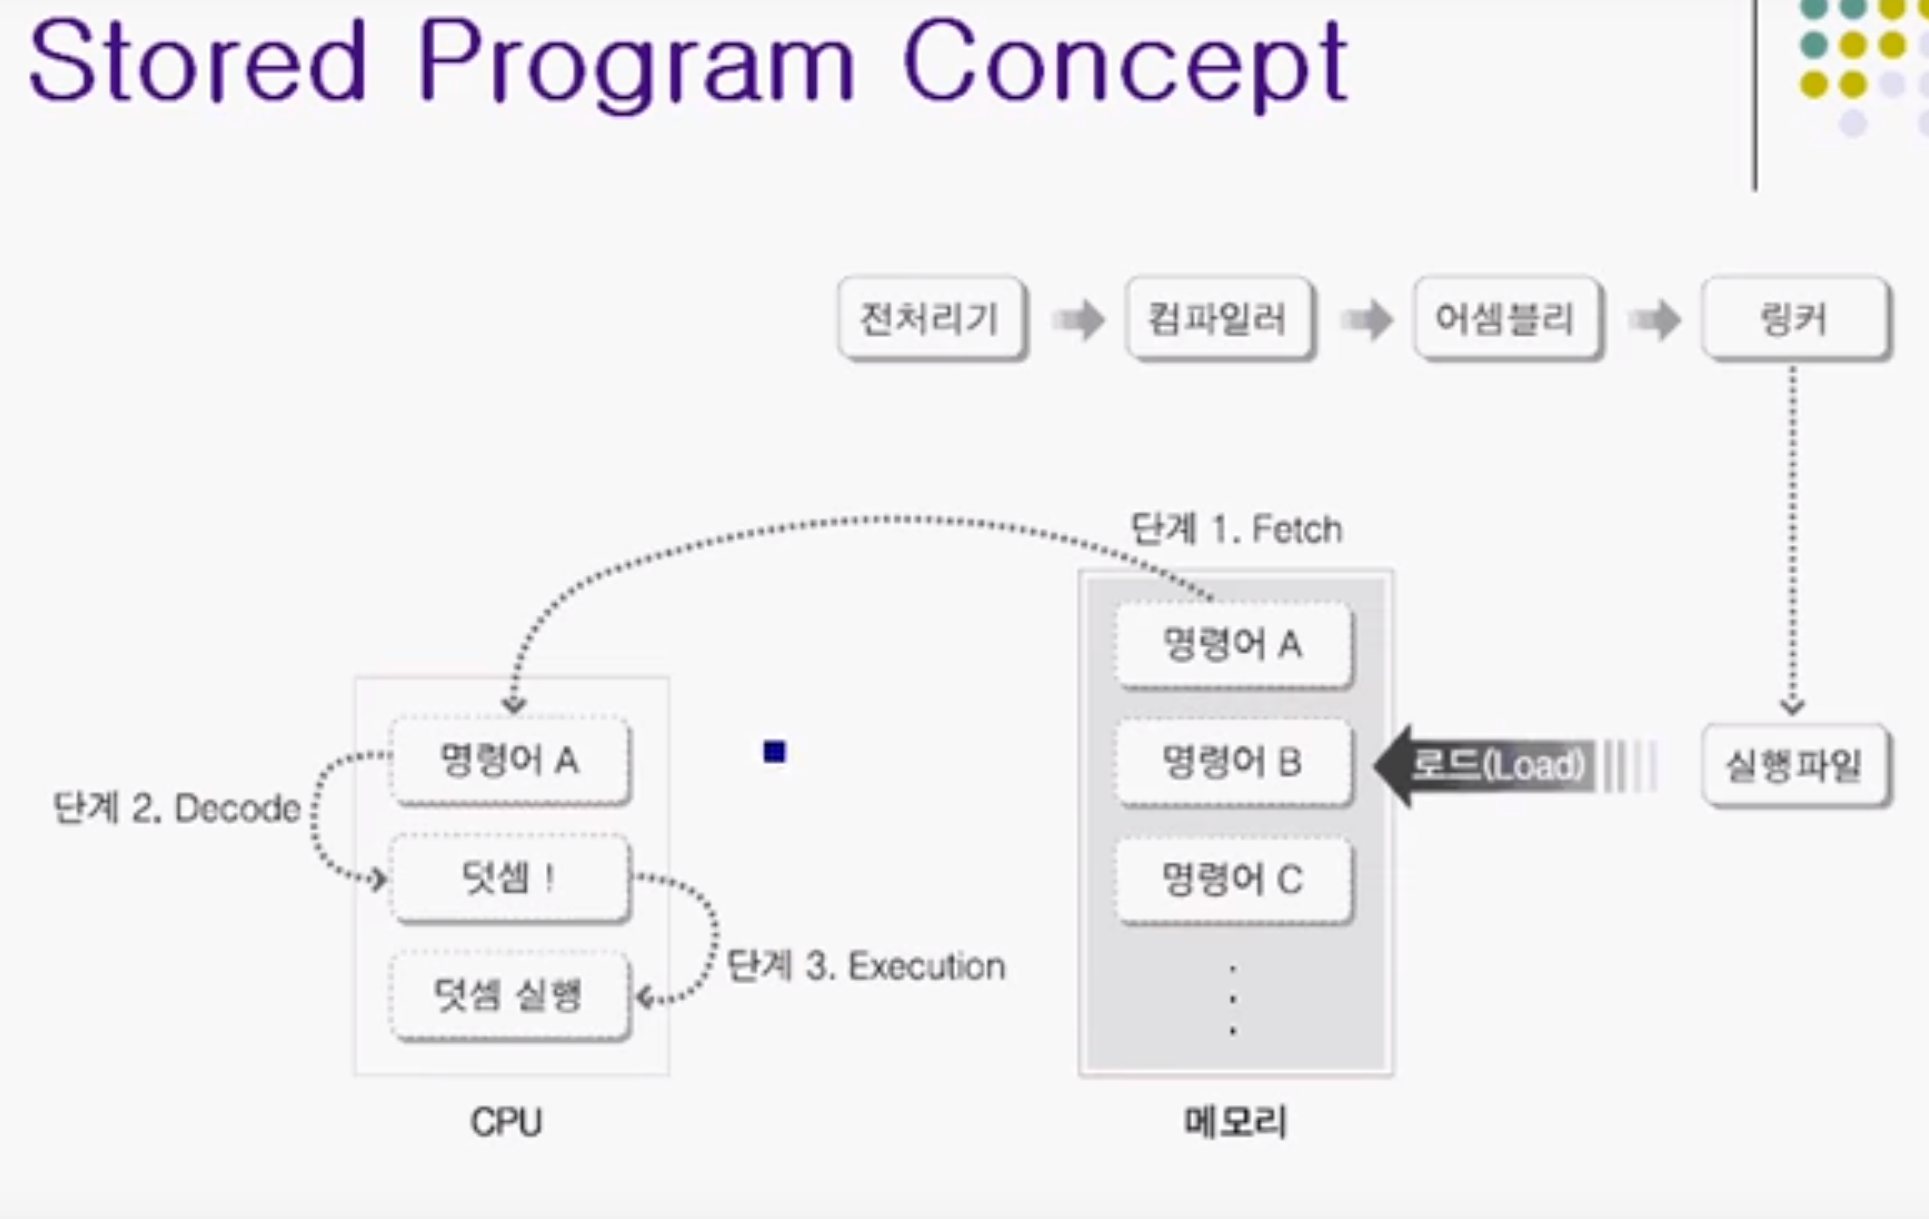 Stored Program Concept
전처리기
컴파일러
어셈블리
링커
단계 1. Fetch
명령어 A
명령어 B
명령어 C
메모리
로드(Load)
실행파일
명령어 A
단계 2. Decode
덧셈 !
단계 3. Execution
덧셈 실행
CPU